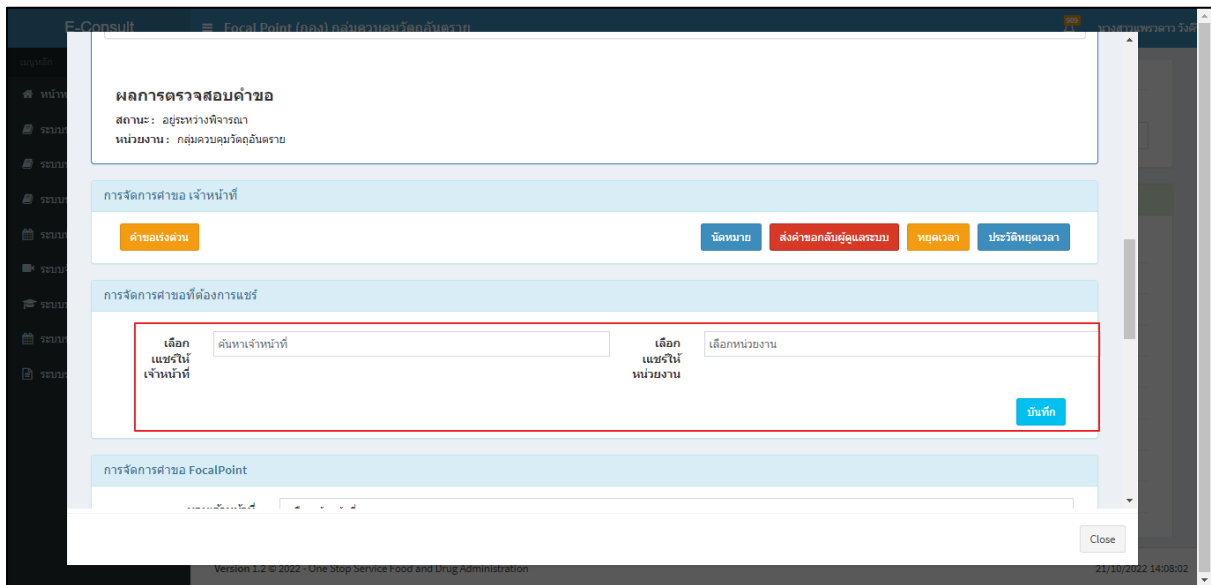 E-Consult
Focal Point (กอง) กลุ่มควบคุมวัตถุอันตราย
เมนูหลัก
ผลการตรวจสอบคำขอ
สถานะ : อยู่ระหว่างพิจารณา
หน่วยงาน : กลุ่มควบคุมวัตถุอันตราย
การจัดการคำขอ เจ้าหน้าที่
คำขอเร่งด่วน
นัดหมาย
ส่งคำขอกลับผู้ดูแลระบบ
หยุดเวลา
ประวัติหยุดเวลา
การจัดการคำขอที่ต้องการแชร์
เลือก
แชร์ให้
เจ้าหน้าที่
ค้นหาเจ้าหน้าที่
เลือก
แชร์ให้
หน่วยงาน
เลือกหน่วยงาน
บันทึก
การจัดการคำขอ FocalPoint
Close
Version 1.2 © 2022 - One Stop Service Food and Drug Administration
21/10/2022 14:08:02